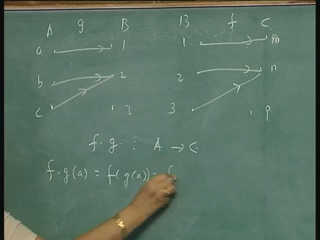 A g B B f C
a 1 1 m
b 2 2 n
c 3 3 p
f · g : A → C
f · g (a) = f( g(a)) = f